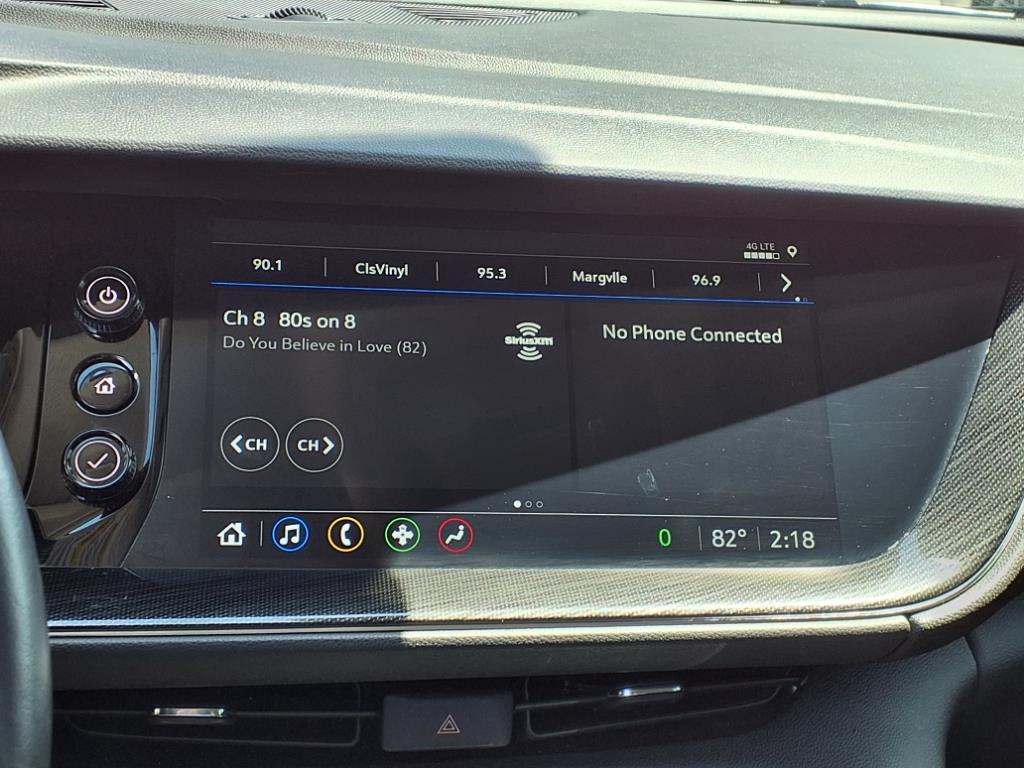 4G LTE
90.1 ClsVinyl 95.3 Margvlle 96.9
Ch 8 80s on 8
Do You Believe in Love (82)
SiriusXM
No Phone Connected
CH CH
0 82° 2:18